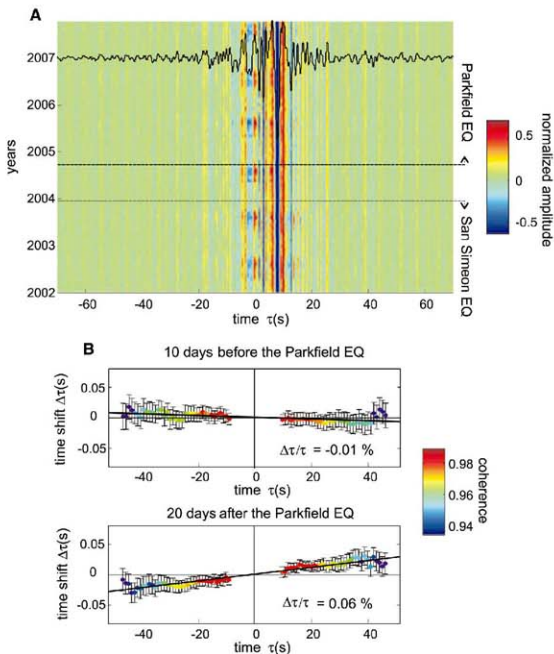 A
2007
2006
2005
2004
2003
2002
years
-60 -40 -20 0 20 40 60
time τ(s)
Parkfield EQ
>
> San Simeon EQ
0.5
0
-0.5
normalized amplitude
B
10 days before the Parkfield EQ
0.05
0
-0.05
time shift Δτ(s)
Δτ/τ = -0.01 %
-40 -20 0 20 40
time τ(s)
20 days after the Parkfield EQ
0.05
0
-0.05
time shift Δτ(s)
Δτ/τ = 0.06 %
-40 -20 0 20 40
time τ(s)
0.98
0.96
0.94
coherence